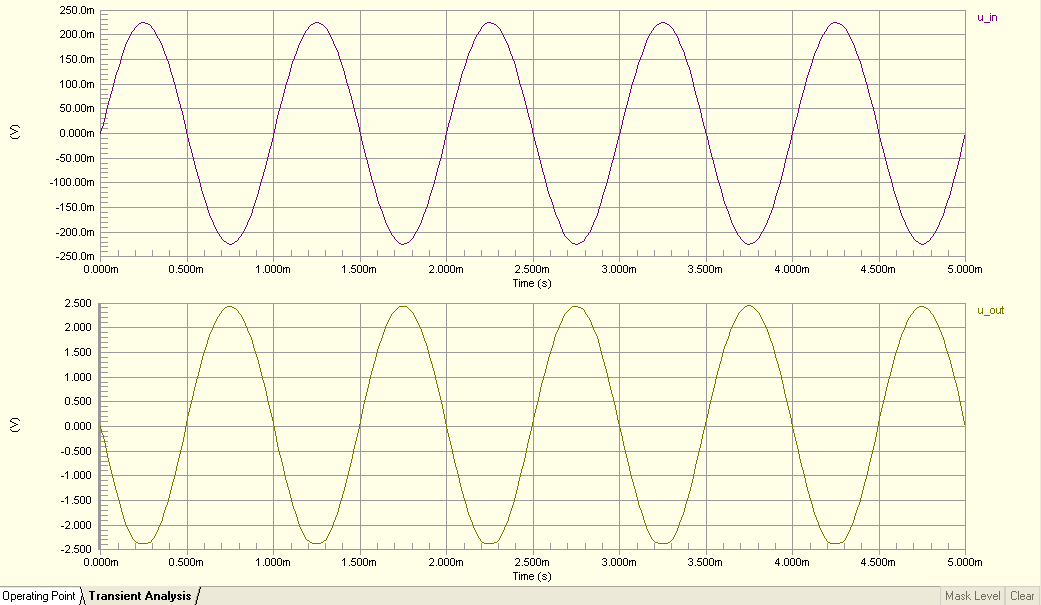 250.0m
u_in
200.0m
150.0m
100.0m
50.00m
0.000m
(V)
-50.00m
-100.00m
-150.0m
-200.0m
-250.0m
0.000m 0.500m 1.000m 1.500m 2.000m 2.500m 3.000m 3.500m 4.000m 4.500m 5.000m
Time (s)
2.500
u_out
2.000
1.500
1.000
0.500
0.000
(V)
-0.500
-1.000
-1.500
-2.000
-2.500
0.000m 0.500m 1.000m 1.500m 2.000m 2.500m 3.000m 3.500m 4.000m 4.500m 5.000m
Time (s)
Operating Point Transient Analysis Mask Level Clear